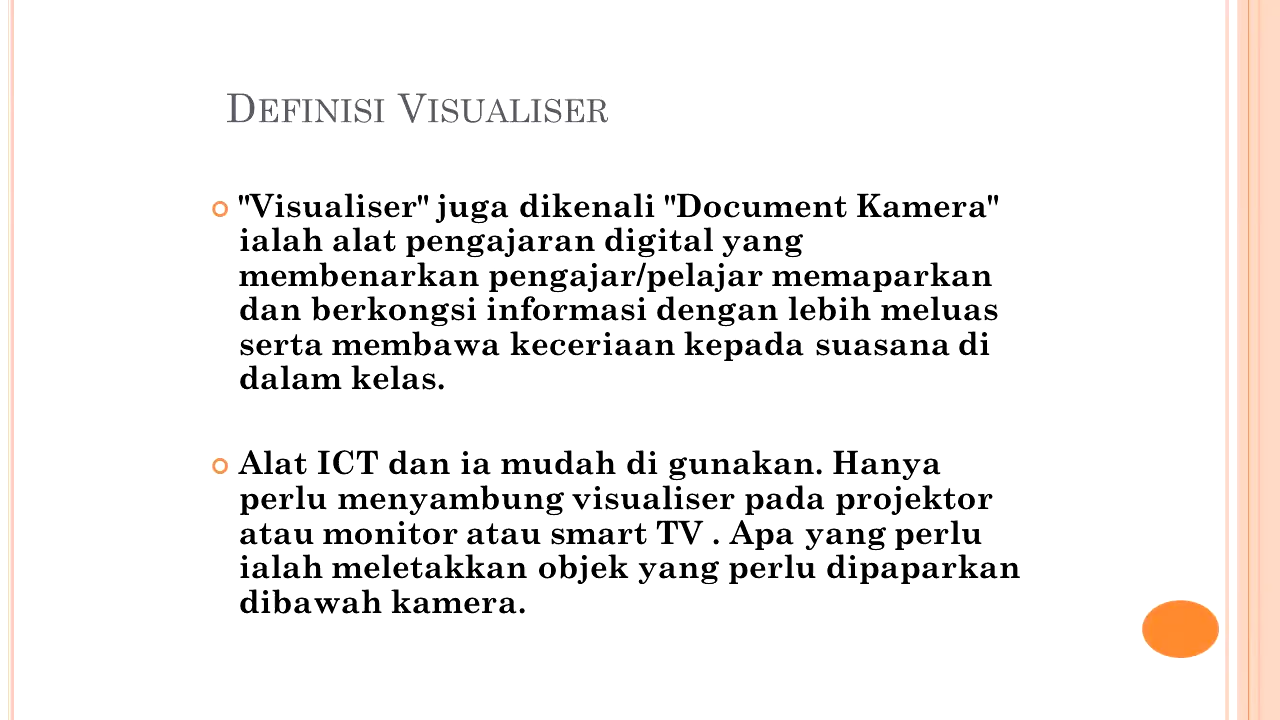 Definisi Visualiser
"Visualiser" juga dikenali "Document Kamera"
ialah alat pengajaran digital yang
membenarkan pengajar/pelajar memaparkan
dan berkongsi informasi dengan lebih meluas
serta membawa keceriaan kepada suasana di
dalam kelas.
Alat ICT dan ia mudah di gunakan. Hanya
perlu menyambung visualiser pada projektor
atau monitor atau smart TV . Apa yang perlu
ialah meletakkan objek yang perlu dipaparkan
dibawah kamera.